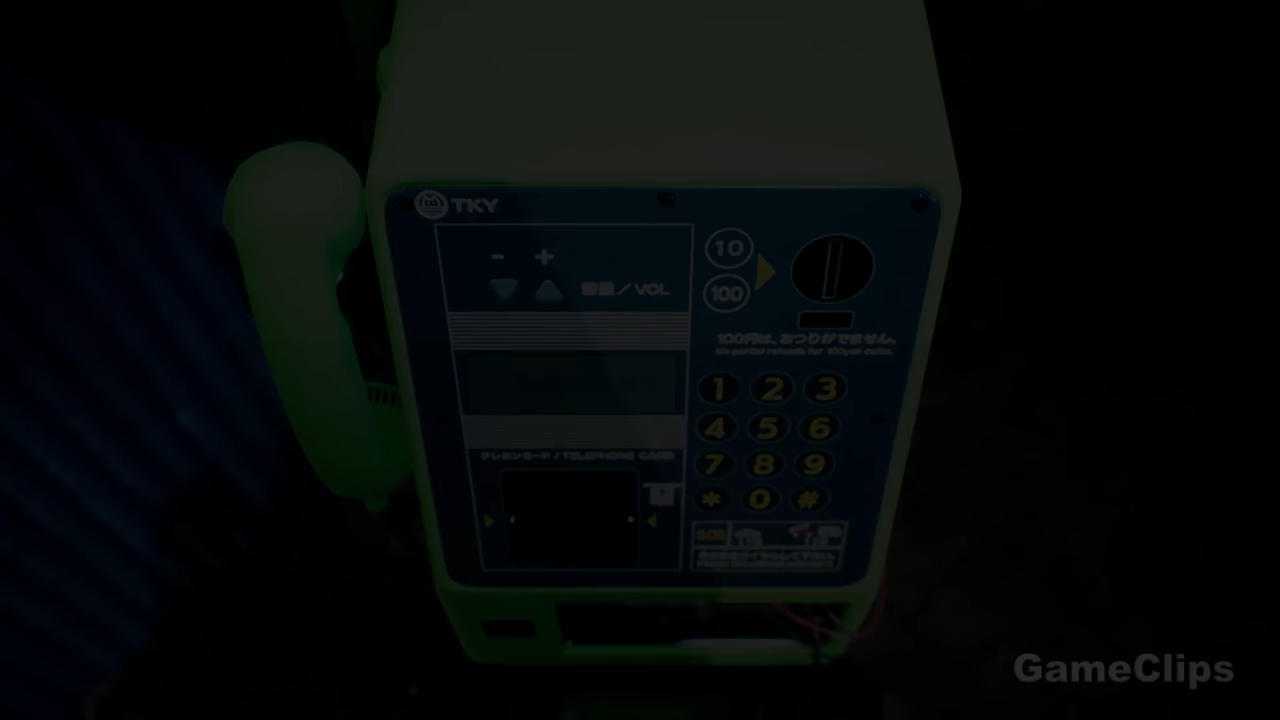 TKY
- +
音量／VOL
10
100
100円は、おつりがでません。
No partial refunds for 100yen coins.
1 2 3
4 5 6
7 8 9
* 0 #
テレホンカード / TELEPHONE CARD
SOS
GameClips